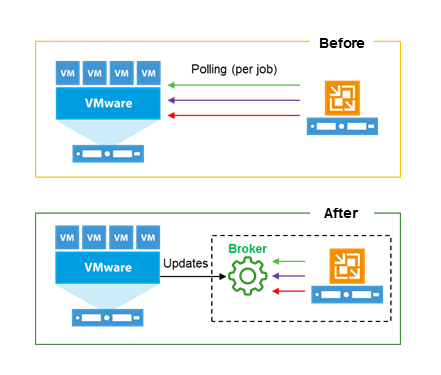 Before
VM VM VM VM
Polling (per job)
VMware
After
VM VM VM VM
Broker
VMware
Updates